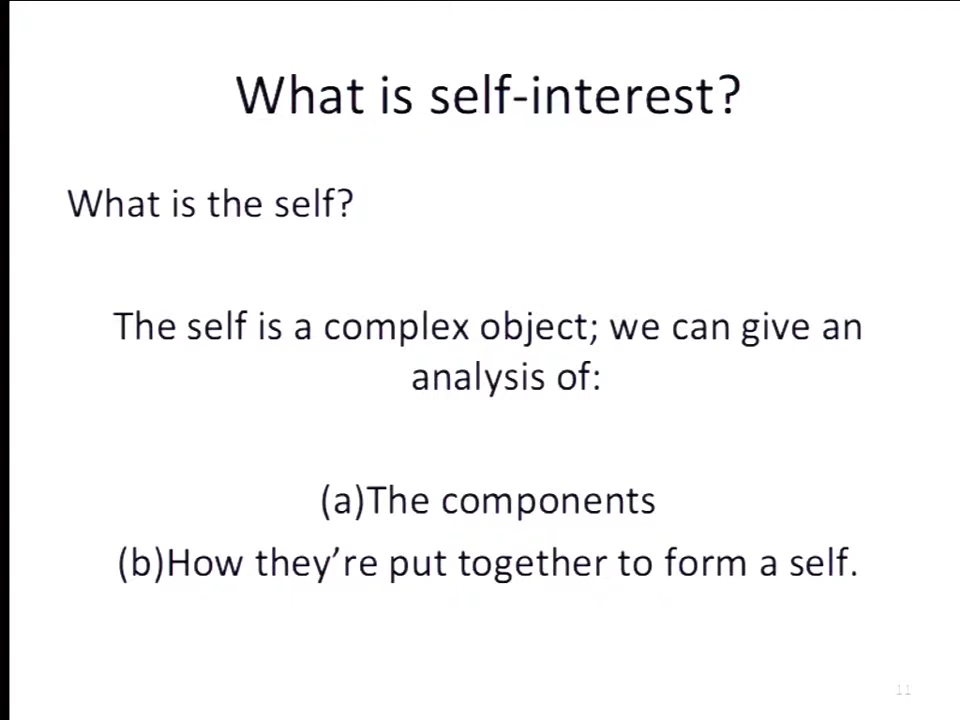 What is self-interest?
What is the self?
The self is a complex object; we can give an
analysis of:
(a)The components
(b)How they’re put together to form a self.
11